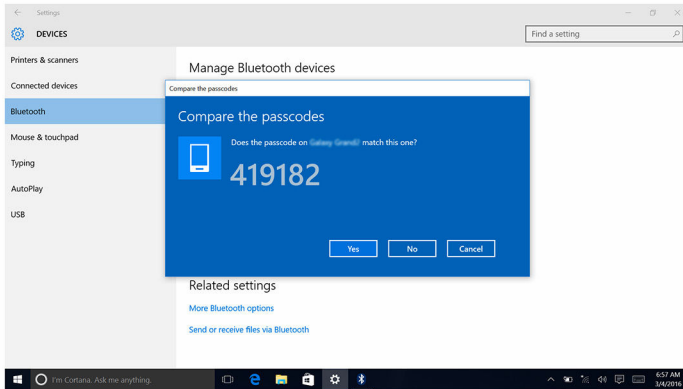 Settings
DEVICES
Find a setting
Printers & scanners
Connected devices
Bluetooth
Mouse & touchpad
Typing
AutoPlay
USB
Manage Bluetooth devices
Compare the passcodes
Compare the passcodes
Does the passcode on Galaxy Grand2 match this one?
419182
Yes No Cancel
Related settings
More Bluetooth options
Send or receive files via Bluetooth
I'm Cortana. Ask me anything.
6:57 AM
3/4/2016